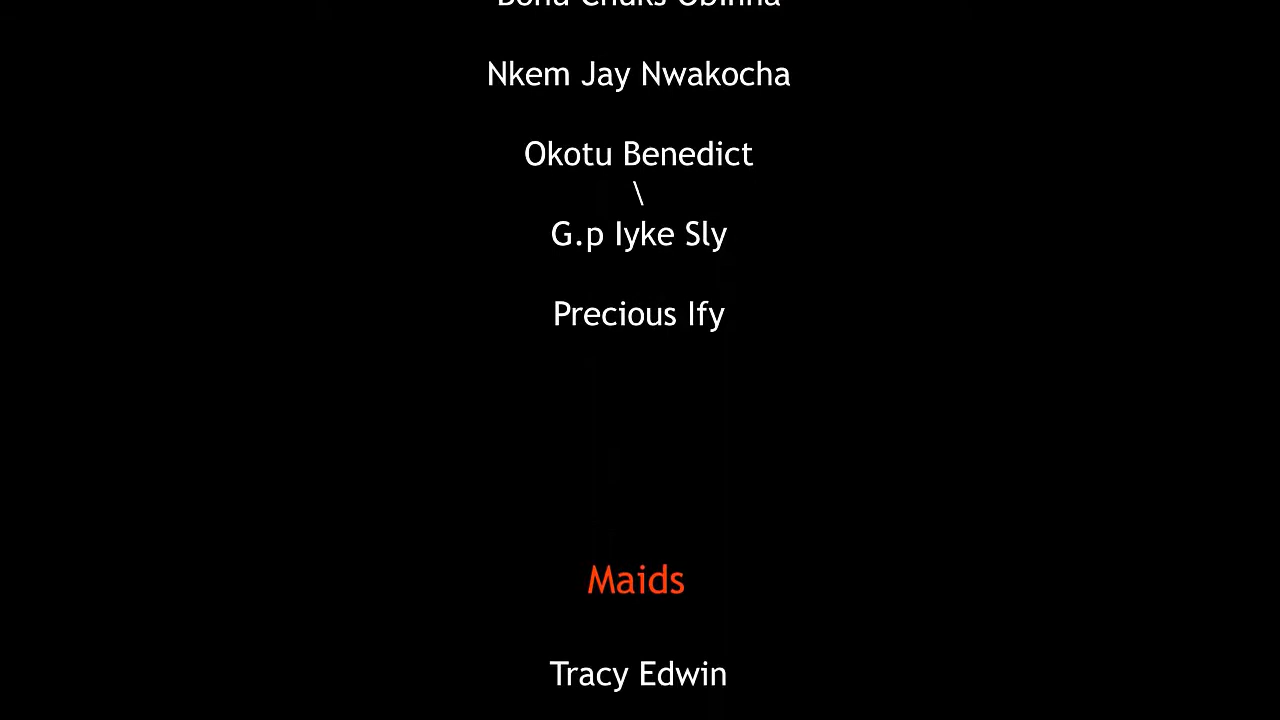 Nkem Jay Nwakocha
Okotu Benedict
\
G.p Iyke Sly
Precious Ify
Maids
Tracy Edwin